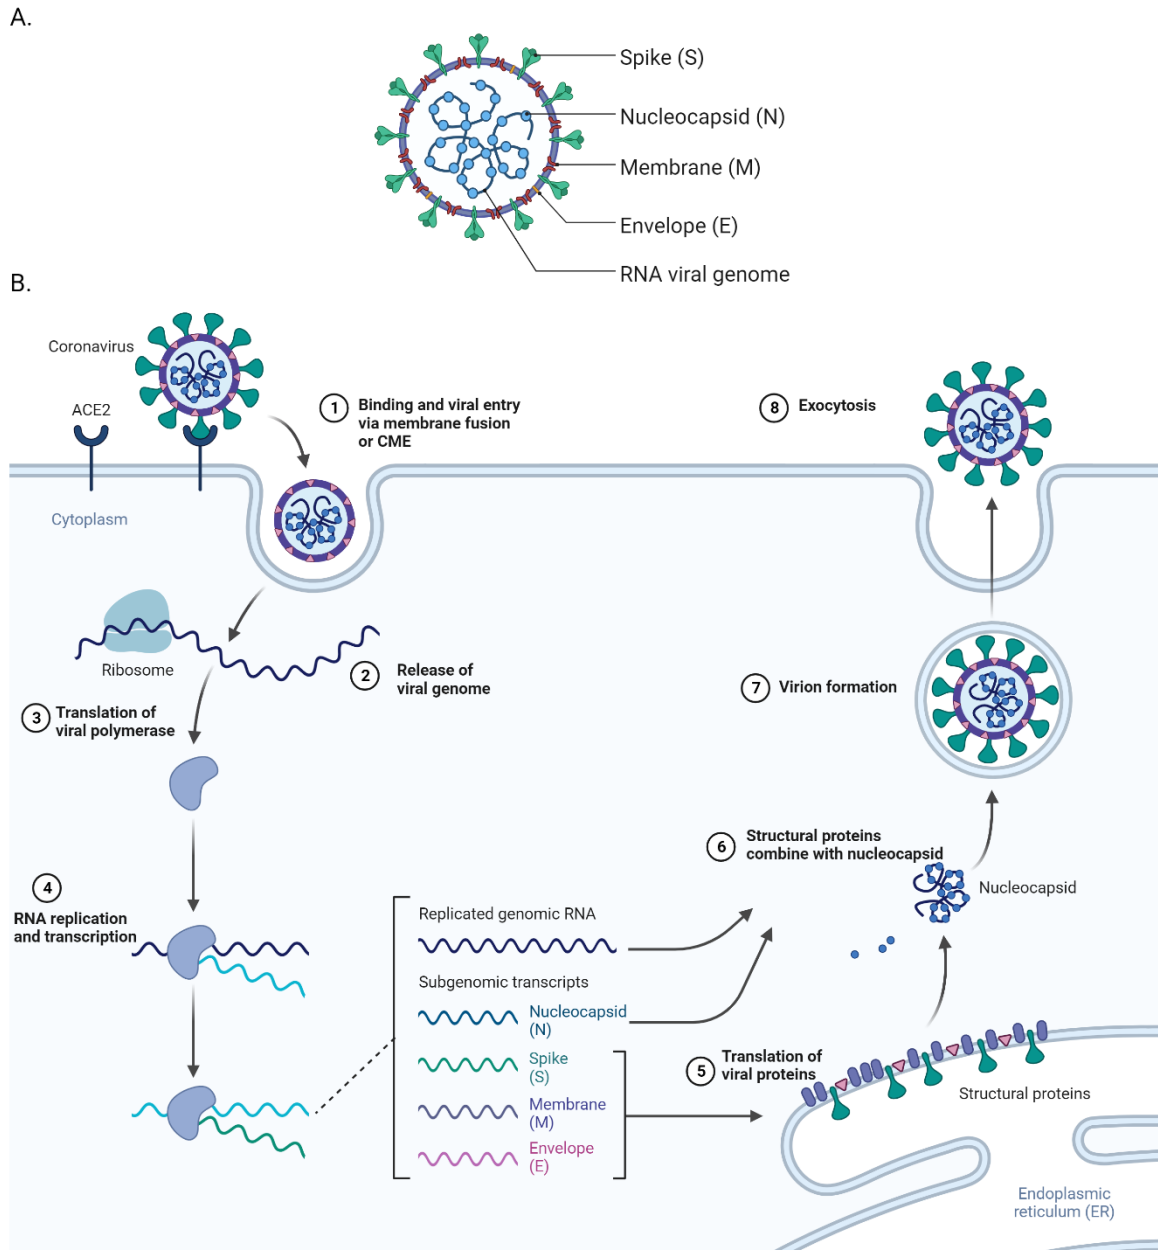 A.
Spike (S)
Nucleocapsid (N)
Membrane (M)
Envelope (E)
RNA viral genome
B.
Coronavirus
ACE2
Cytoplasm
1
Binding and viral entry
via membrane fusion
or CME
8
Exocytosis
Ribosome
2
Release of
viral genome
3
Translation of
viral polymerase
7
Virion formation
4
RNA replication
and transcription
Replicated genomic RNA
Subgenomic transcripts
Nucleocapsid
(N)
Spike
(S)
Membrane
(M)
Envelope
(E)
6
Structural proteins
combine with nucleocapsid
Nucleocapsid
5
Translation of
viral proteins
Structural proteins
Endoplasmic
reticulum (ER)